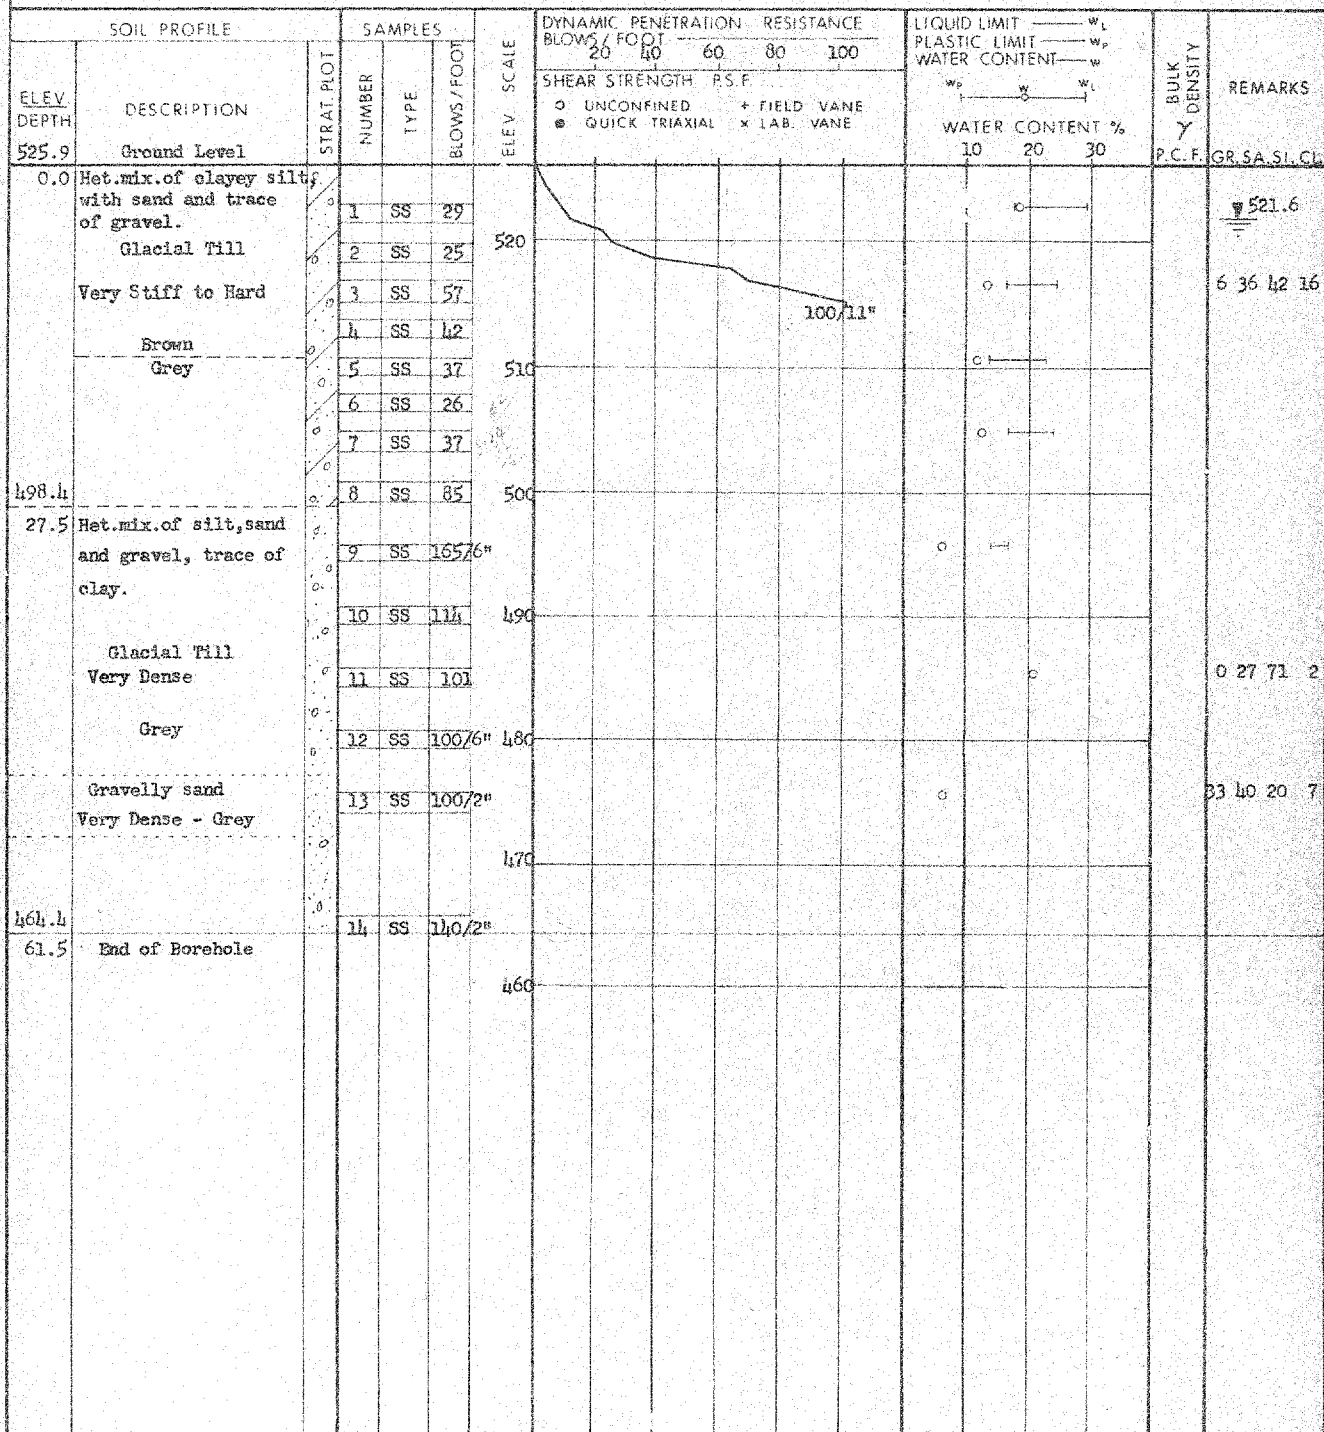 SOIL PROFILE
SAMPLES
ELEV. SCALE
DYNAMIC PENETRATION RESISTANCE
BLOWS / FOOT
20 40 60 80 100
SHEAR STRENGTH P.S.F.
○ UNCONFINED + FIELD VANE
● QUICK TRIAXIAL × LAB. VANE
LIQUID LIMIT —— wL
PLASTIC LIMIT —— wP
WATER CONTENT — w
wP w wL
WATER CONTENT %
10 20 30
BULK DENSITY
γ
P.C.F.
REMARKS
GR. SA. SI. CL
ELEV.
DEPTH
DESCRIPTION
STRAT. PLOT
NUMBER
TYPE
BLOWS / FOOT
525.9 Ground Level
0.0 Het.mix.of clayey silt,
with sand and trace
of gravel.
1 SS 29
521.6
Glacial Till
2 SS 25
520
Very Stiff to Hard
3 SS 57
6 36 42 16
100/11"
4 SS 42
Brown
Grey
5 SS 37
510
6 SS 26
7 SS 37
498.4
8 SS 85
500
27.5 Het.mix.of silt,sand
and gravel, trace of
clay.
9 SS 165/6"
10 SS 114
490
Glacial Till
Very Dense
11 SS 101
0 27 71 2
Grey
12 SS 100/6"
480
Gravelly sand
Very Dense - Grey
13 SS 100/2"
33 40 20 7
470
464.4
14 SS 140/2"
61.5 End of Borehole
460